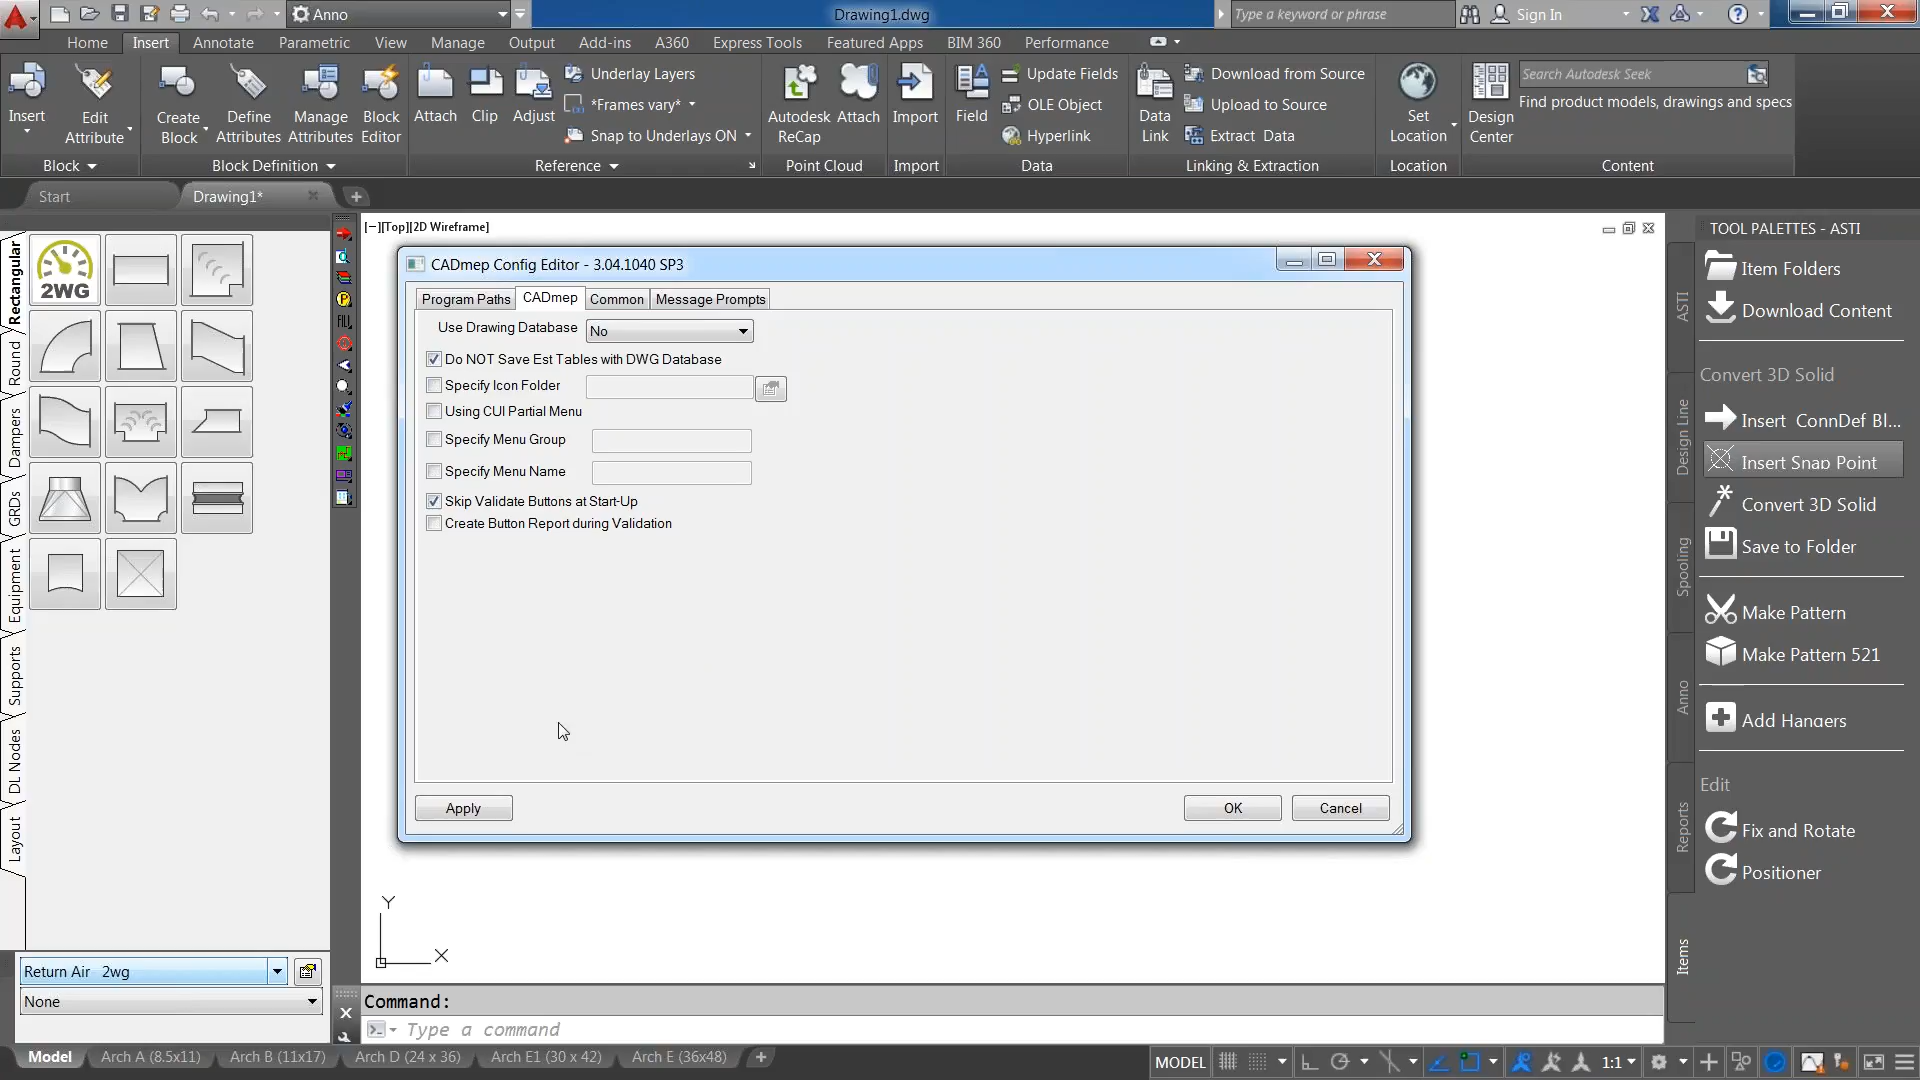 Anno
Drawing1.dwg
Type a keyword or phrase
Sign In
Home
Insert
Annotate
Parametric
View
Manage
Output
Add-ins
A360
Express Tools
Featured Apps
BIM 360
Performance
Insert
Edit
Attribute
Block
Create
Block
Define
Attributes
Manage
Attributes
Block
Editor
Block Definition
Attach
Clip
Adjust
Underlay Layers
*Frames vary*
Snap to Underlays ON
Reference
Autodesk
ReCap
Attach
Point Cloud
Import
Import
Field
Update Fields
OLE Object
Hyperlink
Data
Data
Link
Download from Source
Upload to Source
Extract Data
Linking & Extraction
Set
Location
Location
Design
Center
Search Autodesk Seek
Find product models, drawings and specs
Content
Start
Drawing1*
Rectangular
Round
Dampers
GRDs
Equipment
Supports
DL Nodes
Layout
2WG
FILL
[−][Top][2D Wireframe]
CADmep Config Editor - 3.04.1040 SP3
Program Paths
CADmep
Common
Message Prompts
Use Drawing Database
No
Do NOT Save Est Tables with DWG Database
Specify Icon Folder
Using CUI Partial Menu
Specify Menu Group
Specify Menu Name
Skip Validate Buttons at Start-Up
Create Button Report during Validation
Apply
OK
Cancel
Y
X
Return Air 2wg
None
Command:
Type a command
Model
Arch A (8.5x11)
Arch B (11x17)
Arch D (24 x 36)
Arch E1 (30 x 42)
Arch E (36x48)
MODEL
1:1
TOOL PALETTES - ASTI
ASTI
Design Line
Spooling
Anno
Reports
Items
Item Folders
Download Content
Convert 3D Solid
Insert ConnDef Bl...
Insert Snap Point
Convert 3D Solid
Save to Folder
Make Pattern
Make Pattern 521
Add Hangers
Edit
Fix and Rotate
Positioner